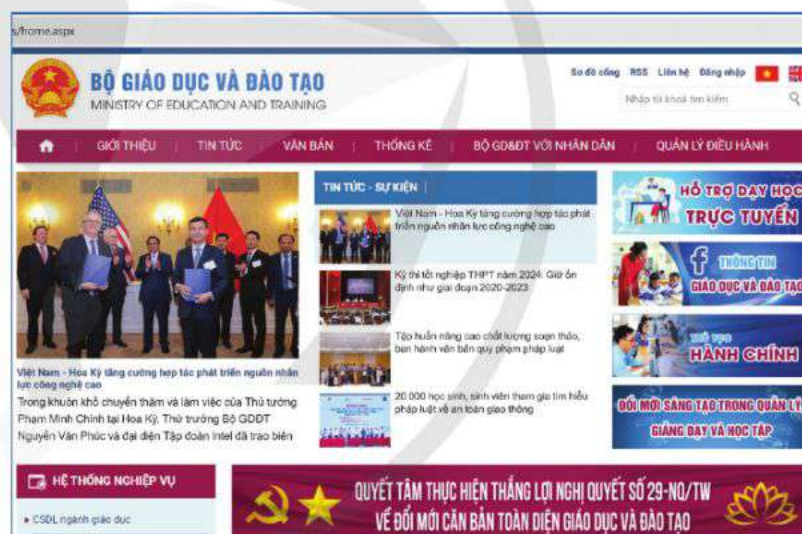 s/home.aspx
BỘ GIÁO DỤC VÀ ĐÀO TẠO
MINISTRY OF EDUCATION AND TRAINING
Sơ đồ cổng RSS Liên hệ Đăng nhập
Nhập từ khoá tìm kiếm
GIỚI THIỆU | TIN TỨC | VĂN BẢN | THỐNG KÊ | BỘ GD&ĐT VỚI NHÂN DÂN | QUẢN LÝ ĐIỀU HÀNH
Việt Nam - Hoa Kỳ tăng cường hợp tác phát triển nguồn nhân
lực công nghệ cao
Trong khuôn khổ chuyến thăm và làm việc của Thủ tướng
Phạm Minh Chính tại Hoa Kỳ, Thứ trưởng Bộ GDĐT
Nguyễn Văn Phúc và đại diện Tập đoàn Intel đã trao biên
TIN TỨC - SỰ KIỆN
Việt Nam - Hoa Kỳ tăng cường hợp tác phát
triển nguồn nhân lực công nghệ cao
Kỳ thi tốt nghiệp THPT năm 2024: Giữ ổn
định như giai đoạn 2020-2023
Tập huấn nâng cao chất lượng soạn thảo,
ban hành văn bản quy phạm pháp luật
20.000 học sinh, sinh viên tham gia tìm hiểu
pháp luật về an toàn giao thông
HỖ TRỢ DẠY HỌC
TRỰC TUYẾN
THÔNG TIN
GIÁO DỤC VÀ ĐÀO TẠO
THỦ TỤC
HÀNH CHÍNH
ĐỔI MỚI SÁNG TẠO TRONG QUẢN LÝ
GIẢNG DẠY VÀ HỌC TẬP
HỆ THỐNG NGHIỆP VỤ
CSDL ngành giáo dục
QUYẾT TÂM THỰC HIỆN THẮNG LỢI NGHỊ QUYẾT SỐ 29-NQ/TW
VỀ ĐỔI MỚI CĂN BẢN TOÀN DIỆN GIÁO DỤC VÀ ĐÀO TẠO